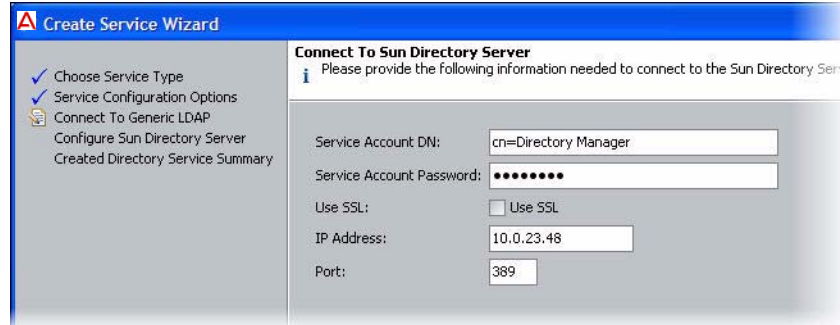 Create Service Wizard
Choose Service Type
Service Configuration Options
Connect To Generic LDAP
Configure Sun Directory Server
Created Directory Service Summary
Connect To Sun Directory Server
Please provide the following information needed to connect to the Sun Directory Ser
Service Account DN: cn=Directory Manager
Service Account Password: ●●●●●●●●
Use SSL: Use SSL
IP Address: 10.0.23.48
Port: 389